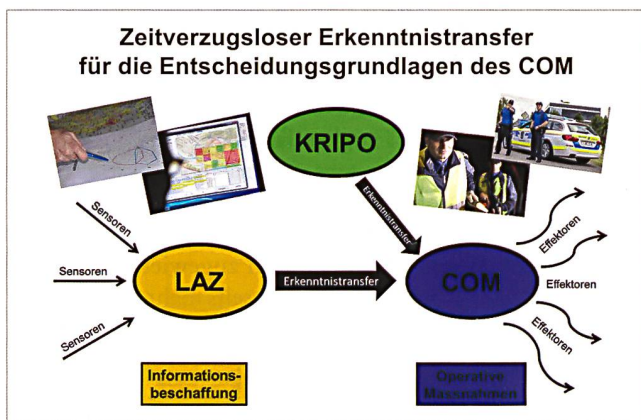 Zeitverzugsloser Erkenntnistransfer
für die Entscheidungsgrundlagen des COM
KRIPO
Erkenntnistransfer
Sensoren
Sensoren
Sensoren
LAZ
Erkenntnistransfer
COM
Effektoren
Effektoren
Effektoren
Effektoren
Informations-
beschaffung
Operative
Massnahmen